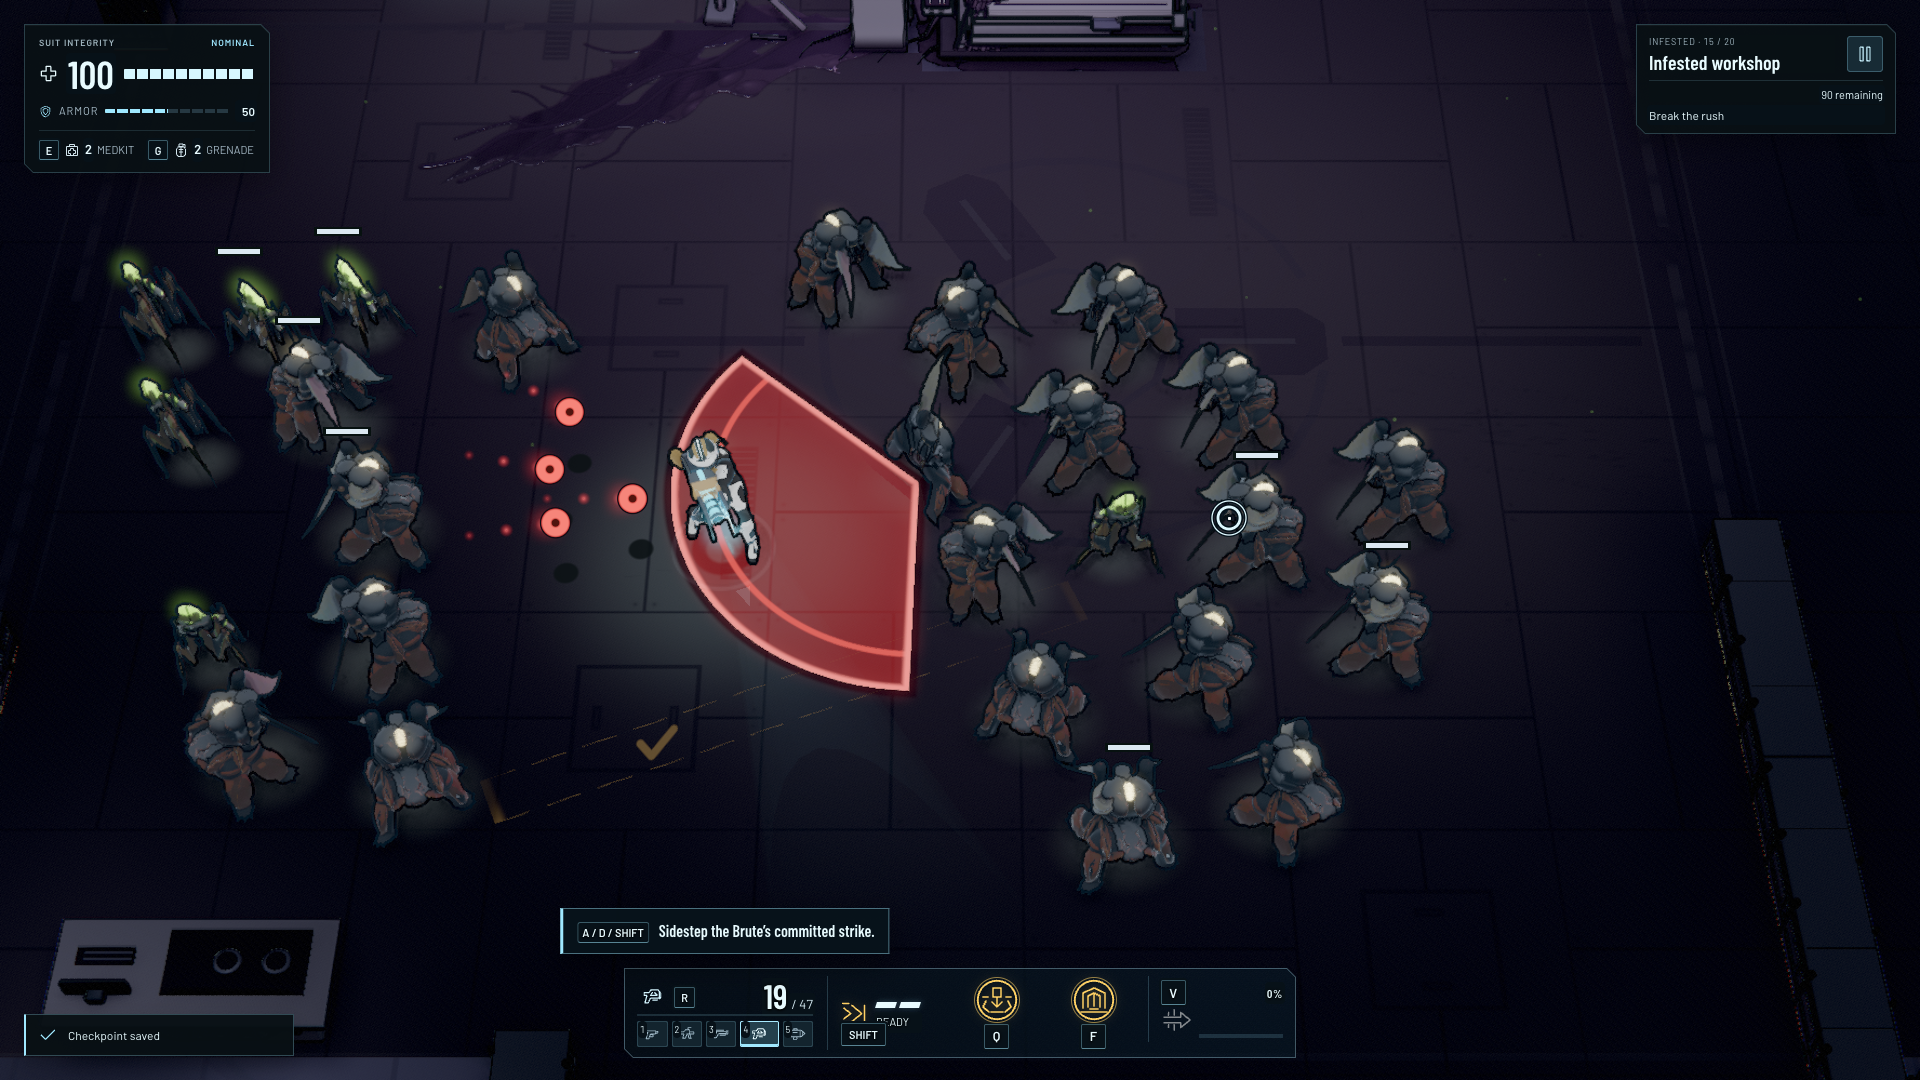 SUIT INTEGRITY NOMINAL
100
ARMOR 50
E 2 MEDKIT G 2 GRENADE
INFESTED · 15 / 20
Infested workshop
90 remaining
Break the rush
A / D / SHIFT Sidestep the Brute's committed strike.
R 19 / 47
1 2 3 4 5
READY
SHIFT
Q
F
V 0%
Checkpoint saved